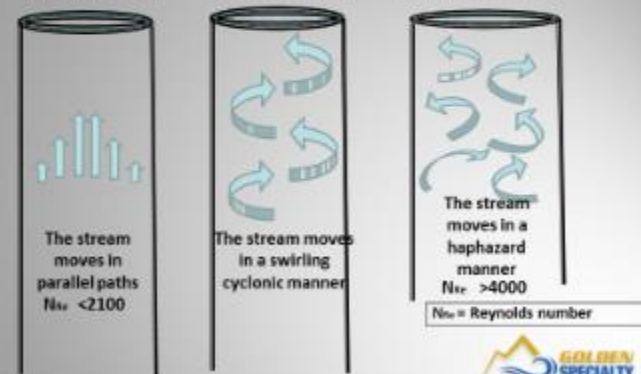 The stream
moves in
parallel paths
NRe <2100
The stream moves
in a swirling
cyclonic manner
The stream
moves in a
haphazard
manner
NRe >4000
NRe = Reynolds number
GOLDEN
SPECIALTY